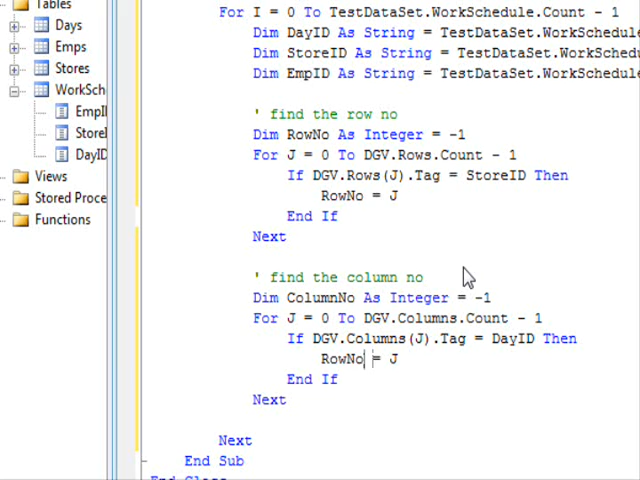 Tables
Days
Emps
Stores
WorkSch
EmpI
Store
DayID
Views
Stored Proce
Functions
For I = 0 To TestDataSet.WorkSchedule.Count - 1
Dim DayID As String = TestDataSet.WorkSchedule
Dim StoreID As String = TestDataSet.WorkSchedu
Dim EmpID As String = TestDataSet.WorkSchedule
' find the row no
Dim RowNo As Integer = -1
For J = 0 To DGV.Rows.Count - 1
If DGV.Rows(J).Tag = StoreID Then
RowNo = J
End If
Next
' find the column no
Dim ColumnNo As Integer = -1
For J = 0 To DGV.Columns.Count - 1
If DGV.Columns(J).Tag = DayID Then
RowNo = J
End If
Next
Next
End Sub
End Class